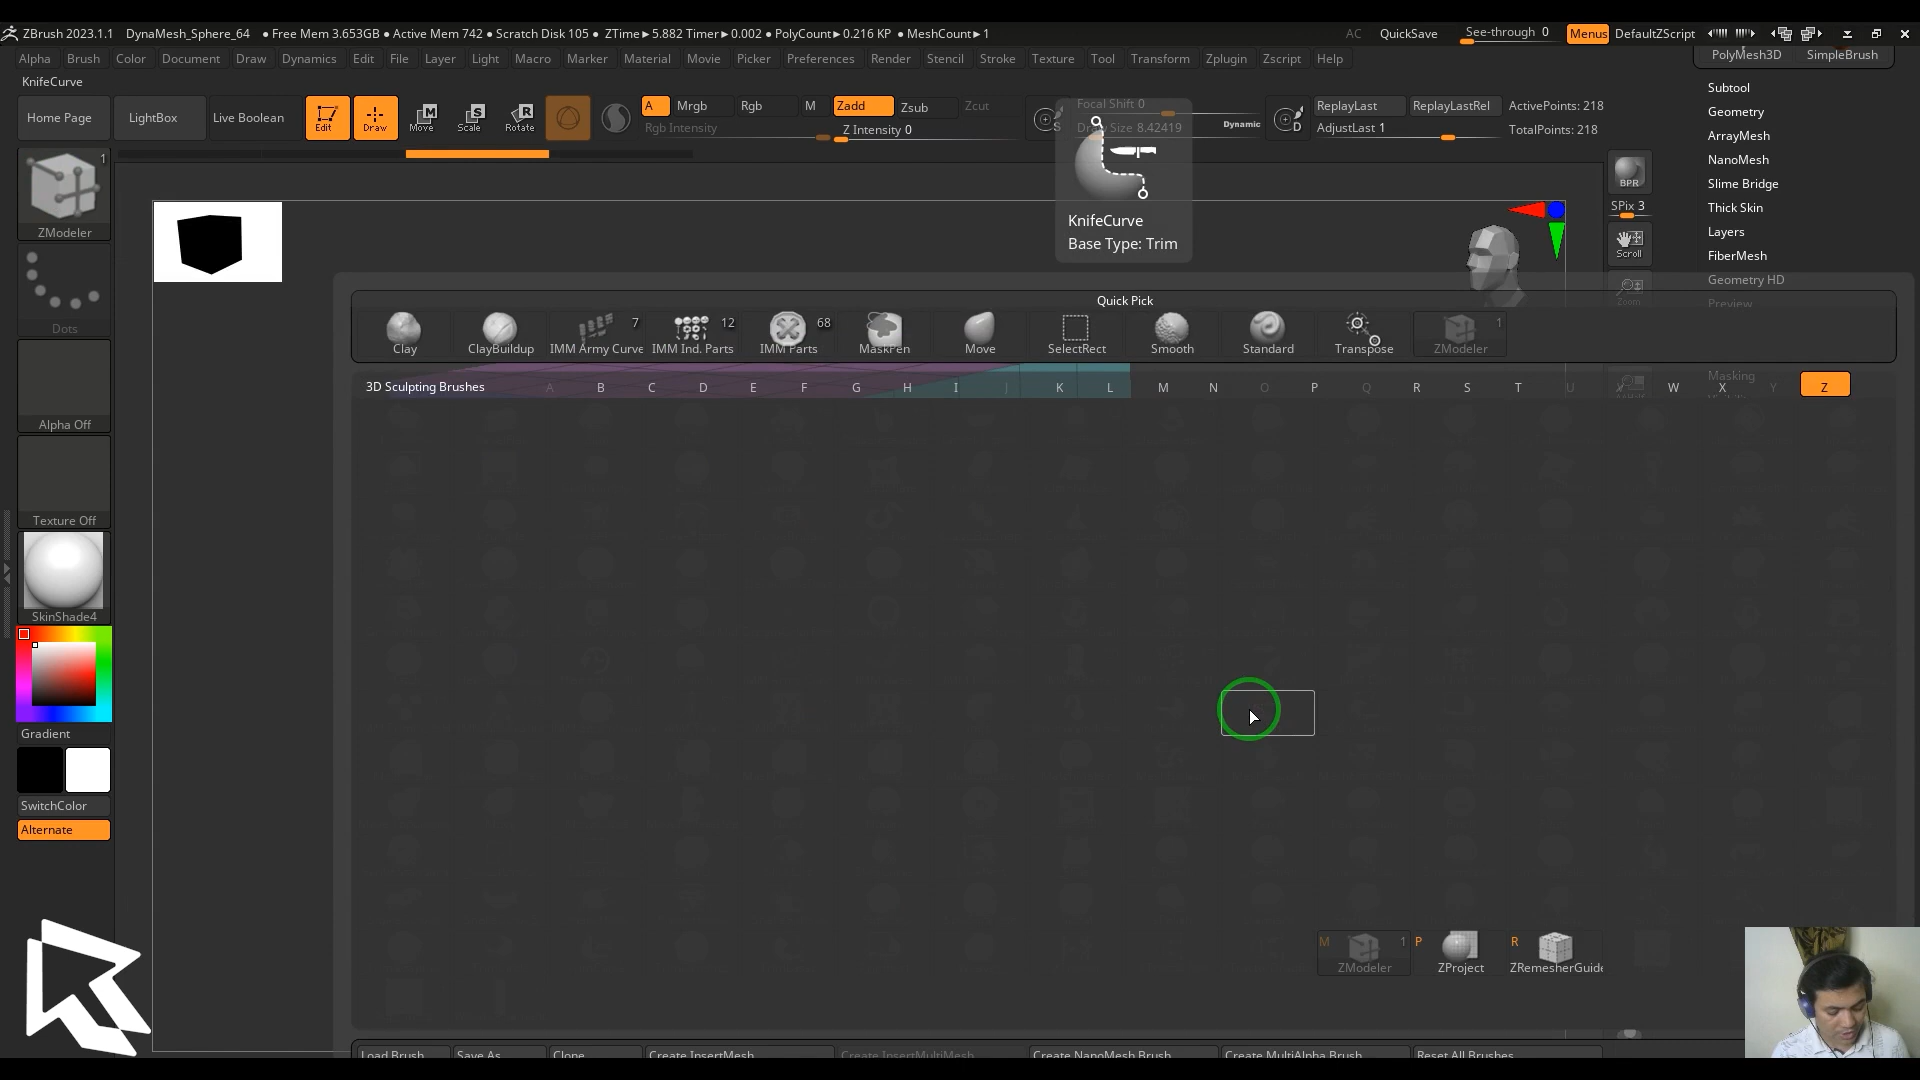 ZBrush 2023.1.1 DynaMesh_Sphere_64 ● Free Mem 3.653GB ● Active Mem 742 ● Scratch Disk 105 ● ZTime►5.882 Timer►0.002 ● PolyCount►0.216 KP ● MeshCount►1 AC QuickSave See-through 0 Menus DefaultZScript
Alpha Brush Color Document Draw Dynamics Edit File Layer Light Macro Marker Material Movie Picker Preferences Render Stencil Stroke Texture Tool Transform Zplugin Zscript Help PolyMesh3D SimpleBrush
KnifeCurve
Home Page LightBox Live Boolean Edit Draw Move Scale Rotate A Mrgb Rgb M Zadd Zsub Zcut
Rgb Intensity Z Intensity 0
S Focal Shift 0
Draw Size 8.42419 Dynamic
D ReplayLast ReplayLastRel ActivePoints: 218
AdjustLast 1 TotalPoints: 218
KnifeCurve
Base Type: Trim
1
ZModeler
Dots
Alpha Off
Texture Off
SkinShade4
Gradient
SwitchColor
Alternate
Quick Pick
Clay
ClayBuildup
7
IMM Army Curve
12
IMM Ind. Parts
68
IMM Parts
MaskPen
Move
SelectRect
Smooth
Standard
Transpose
1
ZModeler
3D Sculpting Brushes A B C D E F G H I J K L M N O P Q R S T U W X Y Z
M 1 P R
ZModeler ZProject ZRemesherGuide
Load Brush Save As Clone Create InsertMesh Create InsertMultiMesh Create NanoMesh Brush Create MultiAlpha Brush Reset All Brushes
BPR
SPix 3
Scroll
Zoom
Subtool
Geometry
ArrayMesh
NanoMesh
Slime Bridge
Thick Skin
Layers
FiberMesh
Geometry HD
Preview
Masking